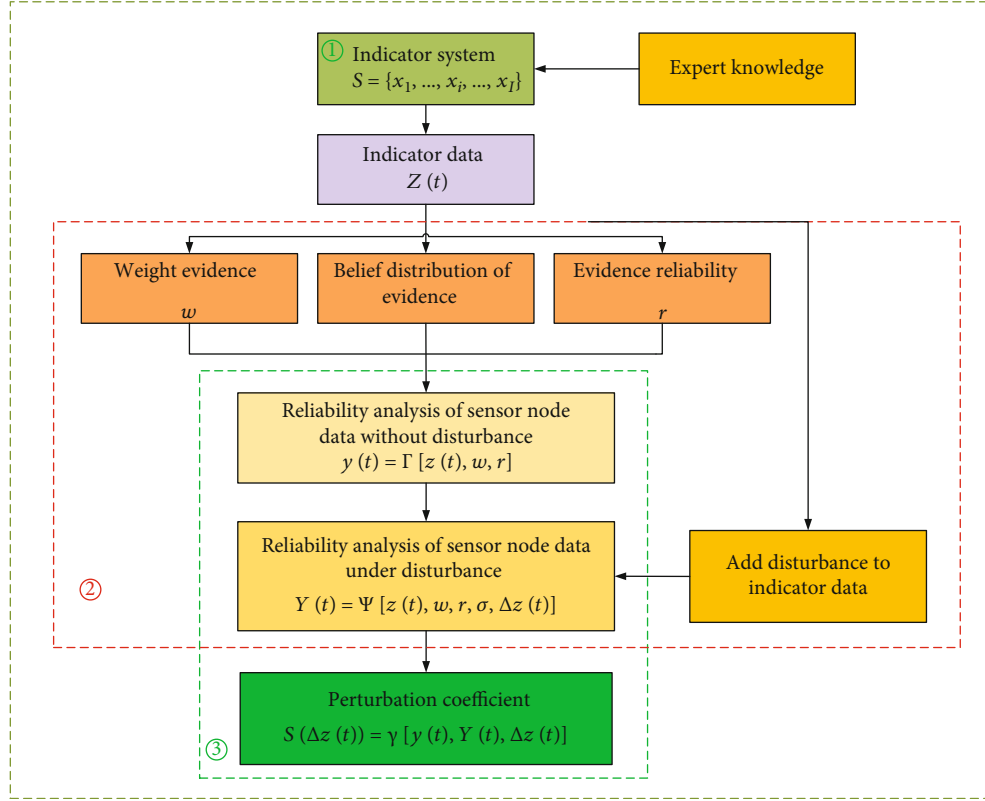 ①
Indicator system
S = {x₁, ..., xᵢ, ..., x_I}
Expert knowledge
Indicator data
Z (t)
Weight evidence
w
Belief distribution of
evidence
Evidence reliability
r
Reliability analysis of sensor node
data without disturbance
y (t) = Γ [z (t), w, r]
Reliability analysis of sensor node data
under disturbance
Y (t) = Ψ [z (t), w, r, σ, Δz (t)]
Add disturbance to
indicator data
②
Perturbation coefficient
S (Δz (t)) = γ [y (t), Y (t), Δz (t)]
③